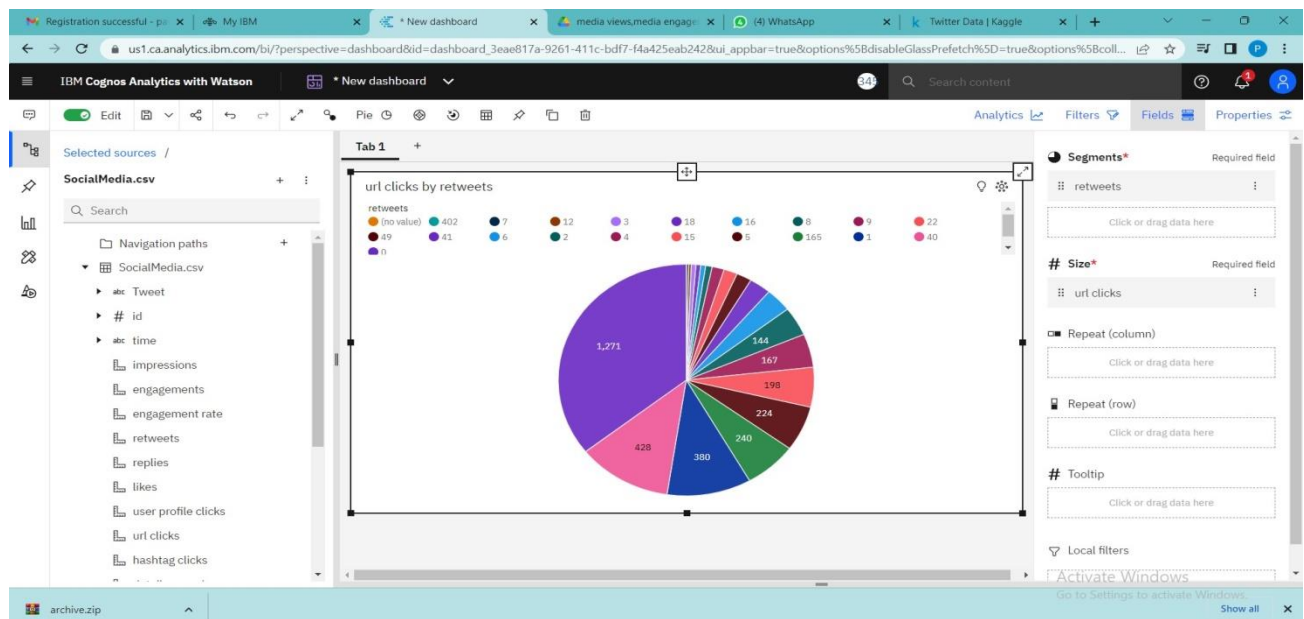 Registration successful - pa
My IBM
* New dashboard
media views,media engage
(4) WhatsApp
Twitter Data | Kaggle
us1.ca.analytics.ibm.com/bi/?perspective=dashboard&id=dashboard_3eae817a-9261-411c-bdf7-f4a425eab242&ui_appbar=true&options%5BdisableGlassPrefetch%5D=true&options%5Bcoll...
P
IBM Cognos Analytics with Watson
* New dashboard
345
Search content
1
Edit
Pie
Analytics
Filters
Fields
Properties
Selected sources /
SocialMedia.csv
Search
Navigation paths
SocialMedia.csv
abc Tweet
# id
abc time
impressions
engagements
engagement rate
retweets
replies
likes
user profile clicks
url clicks
hashtag clicks
Tab 1 +
url clicks by retweets
retweets
(no value) 402 7 12 3 18 16 8 9 22
49 41 6 2 4 15 5 165 1 40
0
1,271
144
167
198
224
240
380
428
Segments* Required field
retweets
Click or drag data here
# Size* Required field
url clicks
Repeat (column)
Click or drag data here
Repeat (row)
Click or drag data here
# Tooltip
Click or drag data here
Local filters
Activate Windows
Go to Settings to activate Windows.
archive.zip
Show all